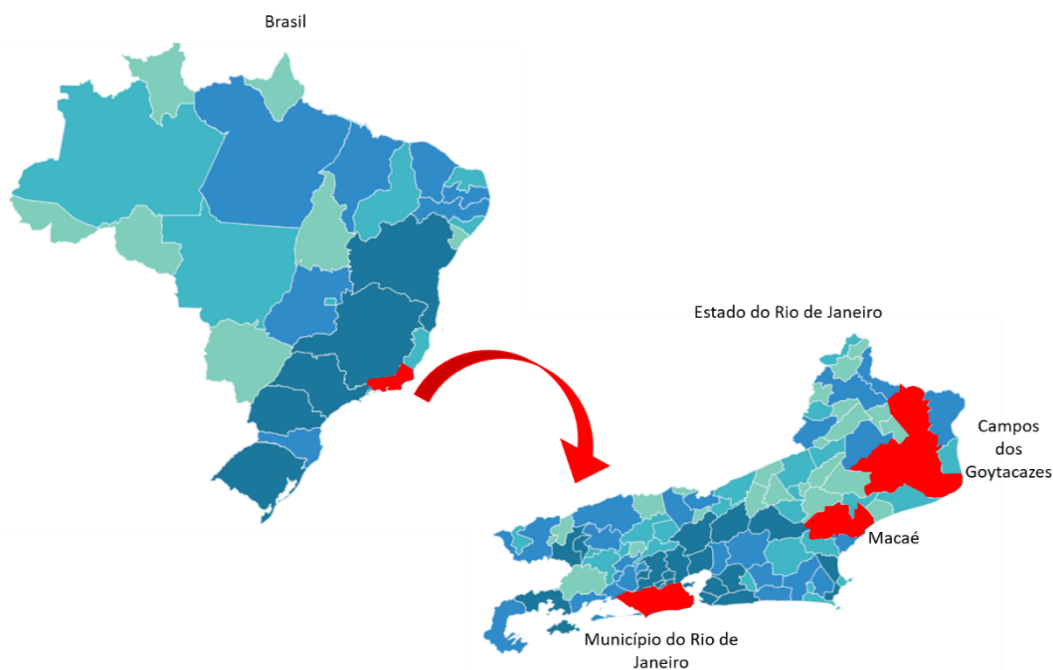 Brasil
Estado do Rio de Janeiro
Campos
dos
Goytacazes
Macaé
Município do Rio de
Janeiro